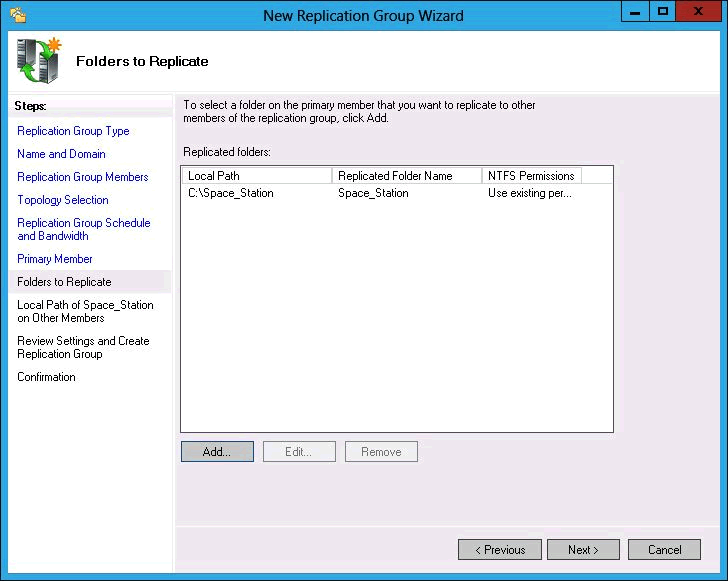 New Replication Group Wizard
X
Folders to Replicate
Steps:
Replication Group Type
Name and Domain
Replication Group Members
Topology Selection
Replication Group Schedule
and Bandwidth
Primary Member
Folders to Replicate
Local Path of Space_Station
on Other Members
Review Settings and Create
Replication Group
Confirmation
To select a folder on the primary member that you want to replicate to other
members of the replication group, click Add.
Replicated folders:
Local Path Replicated Folder Name NTFS Permissions
C:\Space_Station Space_Station Use existing per...
Add... Edit... Remove
< Previous Next > Cancel